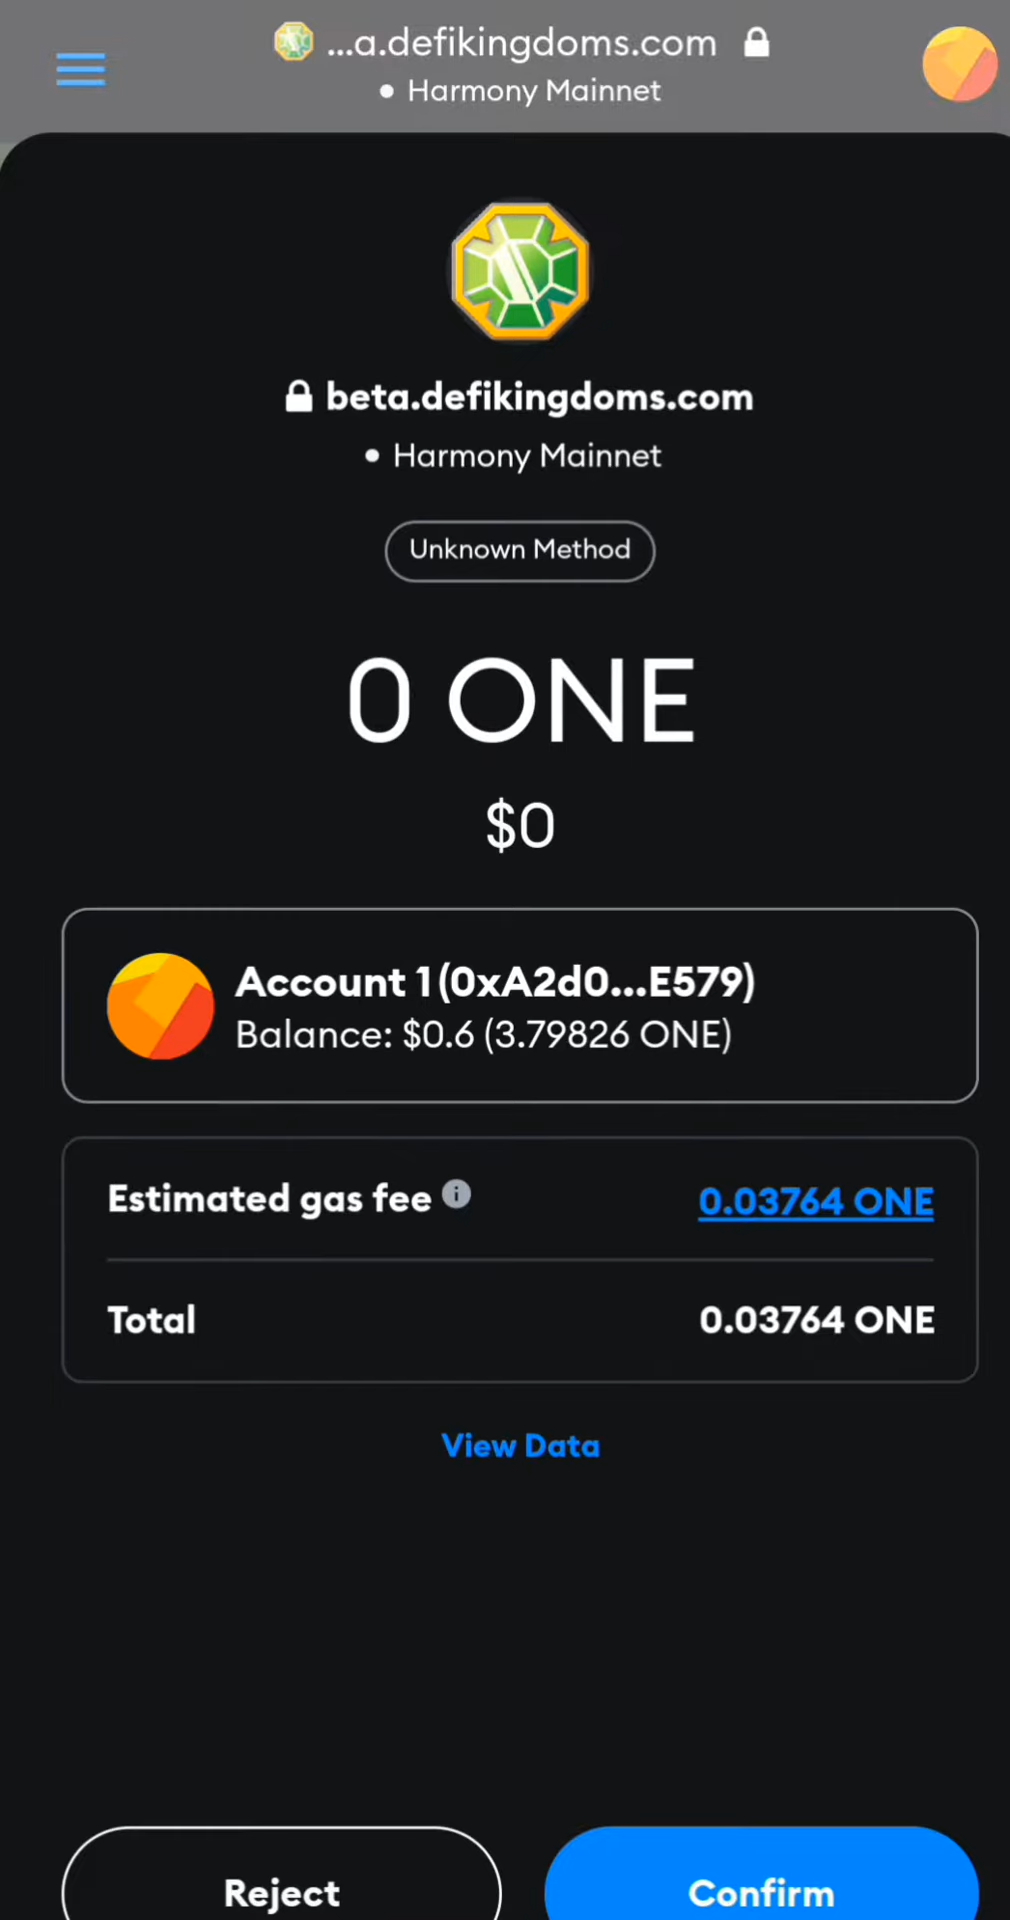 ...a.defikingdoms.com
• Harmony Mainnet
beta.defikingdoms.com
• Harmony Mainnet
Unknown Method
0 ONE
$0
Account 1 (0xA2d0...E579)
Balance: $0.6 (3.79826 ONE)
Estimated gas fee
0.03764 ONE
Total
0.03764 ONE
View Data
Reject
Confirm